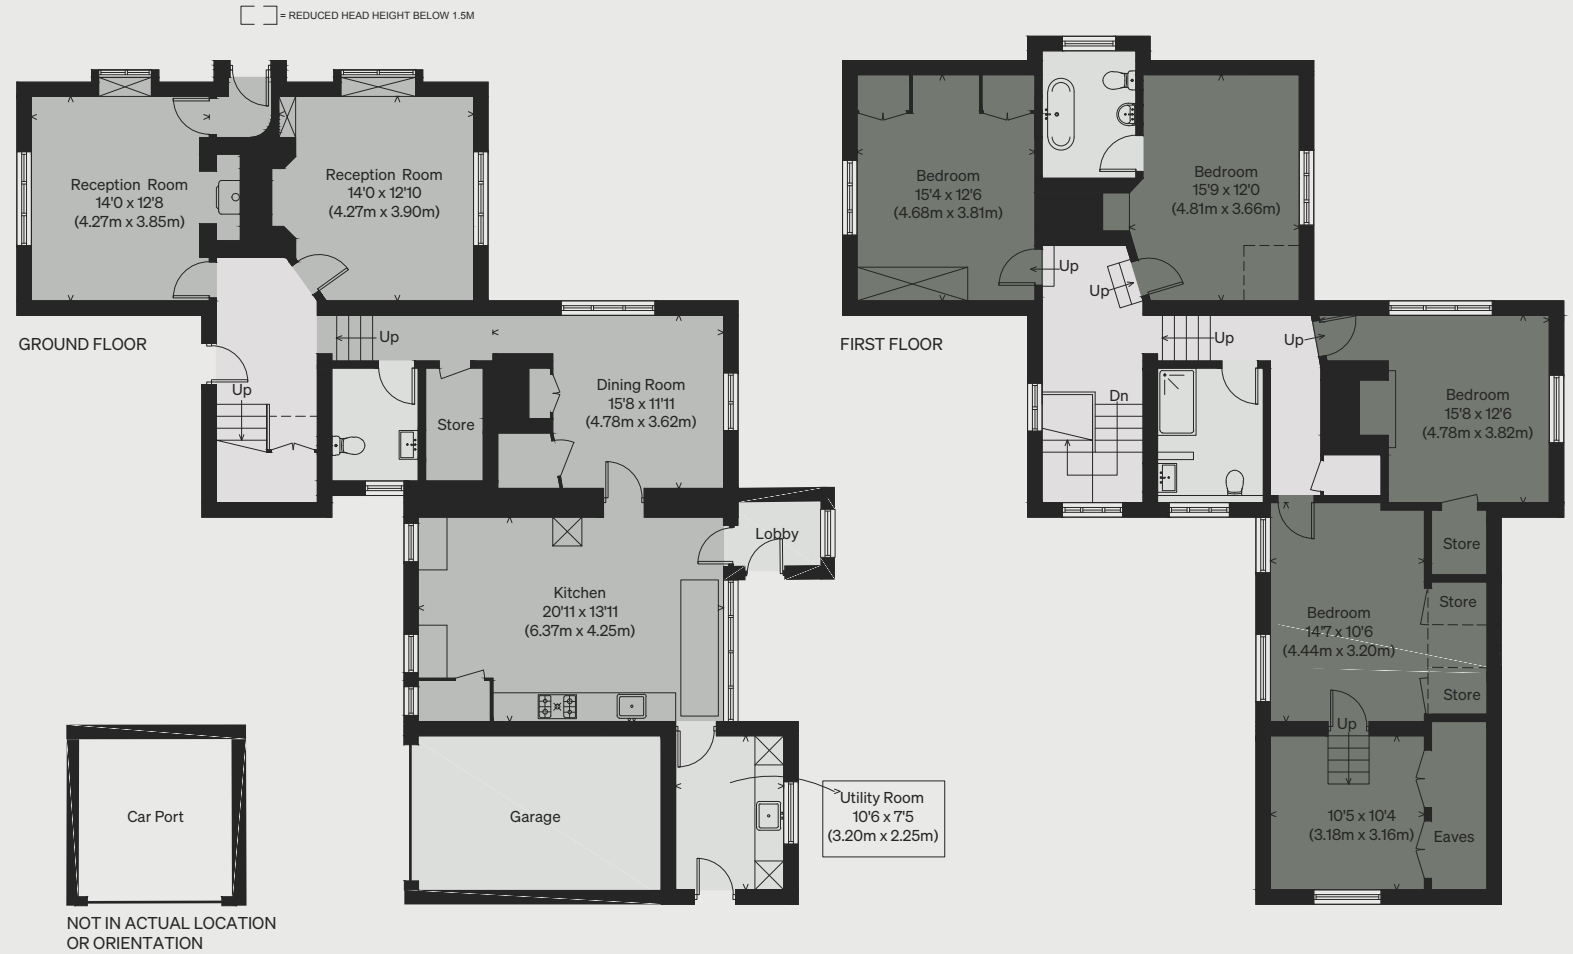 = REDUCED HEAD HEIGHT BELOW 1.5M
Reception Room
14'0 x 12'8
(4.27m x 3.85m)
Reception Room
14'0 x 12'10
(4.27m x 3.90m)
GROUND FLOOR
Up
Up
Store
Dining Room
15'8 x 11'11
(4.78m x 3.62m)
Lobby
Kitchen
20'11 x 13'11
(6.37m x 4.25m)
Garage
Utility Room
10'6 x 7'5
(3.20m x 2.25m)
Car Port
NOT IN ACTUAL LOCATION
OR ORIENTATION
Bedroom
15'4 x 12'6
(4.68m x 3.81m)
Bedroom
15'9 x 12'0
(4.81m x 3.66m)
Up
Up
FIRST FLOOR
Up
Up
Dn
Bedroom
15'8 x 12'6
(4.78m x 3.82m)
Store
Store
Bedroom
14'7 x 10'6
(4.44m x 3.20m)
Store
Up
10'5 x 10'4
(3.18m x 3.16m)
Eaves